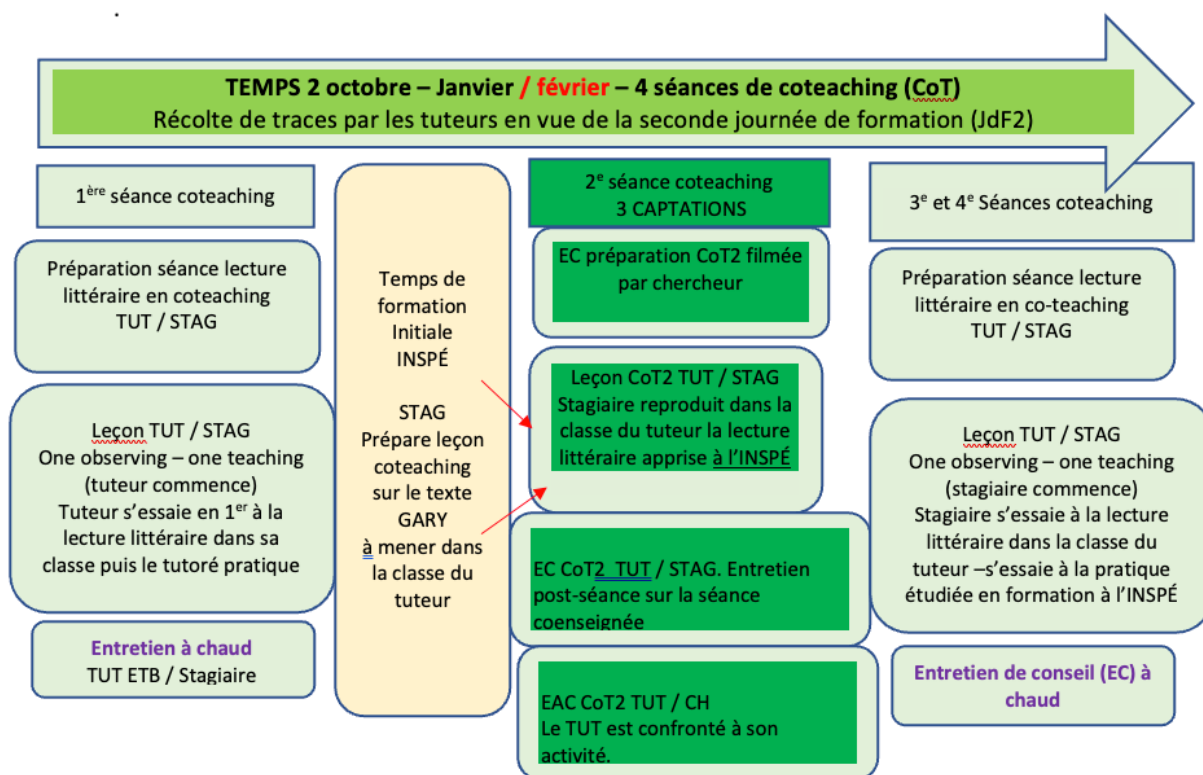 .
TEMPS 2 octobre – Janvier / février – 4 séances de coteaching (CoT)
Récolte de traces par les tuteurs en vue de la seconde journée de formation (JdF2)
1ère séance coteaching
Préparation séance lecture
littéraire en coteaching
TUT / STAG
Leçon TUT / STAG
One observing – one teaching
(tuteur commence)
Tuteur s’essaie en 1er à la
lecture littéraire dans sa
classe puis le tutoré pratique
Entretien à chaud
TUT ETB / Stagiaire
Temps de
formation
Initiale
INSPÉ
STAG
Prépare leçon
coteaching
sur le texte
GARY
à mener dans
la classe du
tuteur
2e séance coteaching
3 CAPTATIONS
EC préparation CoT2 filmée
par chercheur
Leçon CoT2 TUT / STAG
Stagiaire reproduit dans la
classe du tuteur la lecture
littéraire apprise à l’INSPÉ
EC CoT2 TUT / STAG. Entretien
post-séance sur la séance
coenseignée
EAC CoT2 TUT / CH
Le TUT est confronté à son
activité.
3e et 4e Séances coteaching
Préparation séance lecture
littéraire en co-teaching
TUT / STAG
Leçon TUT / STAG
One observing – one teaching
(stagiaire commence)
Stagiaire s’essaie à la lecture
littéraire dans la classe du
tuteur –s’essaie à la pratique
étudiée en formation à l’INSPÉ
Entretien de conseil (EC) à
chaud